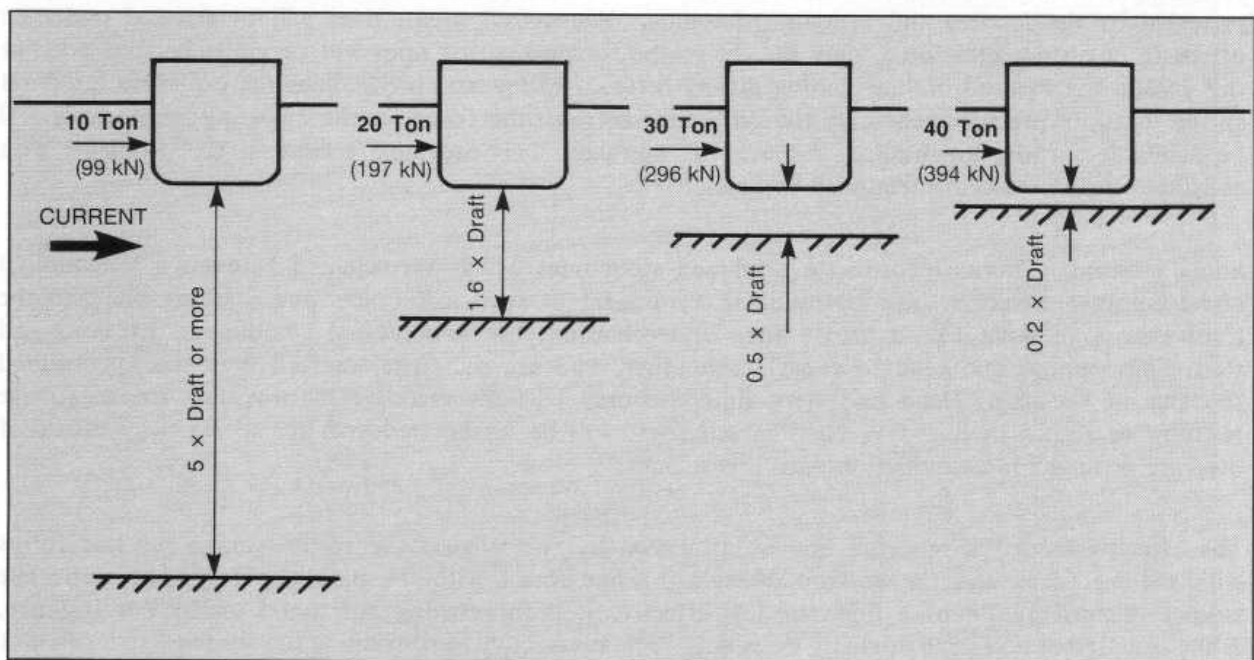 10 Ton
(99 kN)
CURRENT
5 × Draft or more
20 Ton
(197 kN)
1.6 × Draft
30 Ton
(296 kN)
0.5 × Draft
40 Ton
(394 kN)
0.2 × Draft